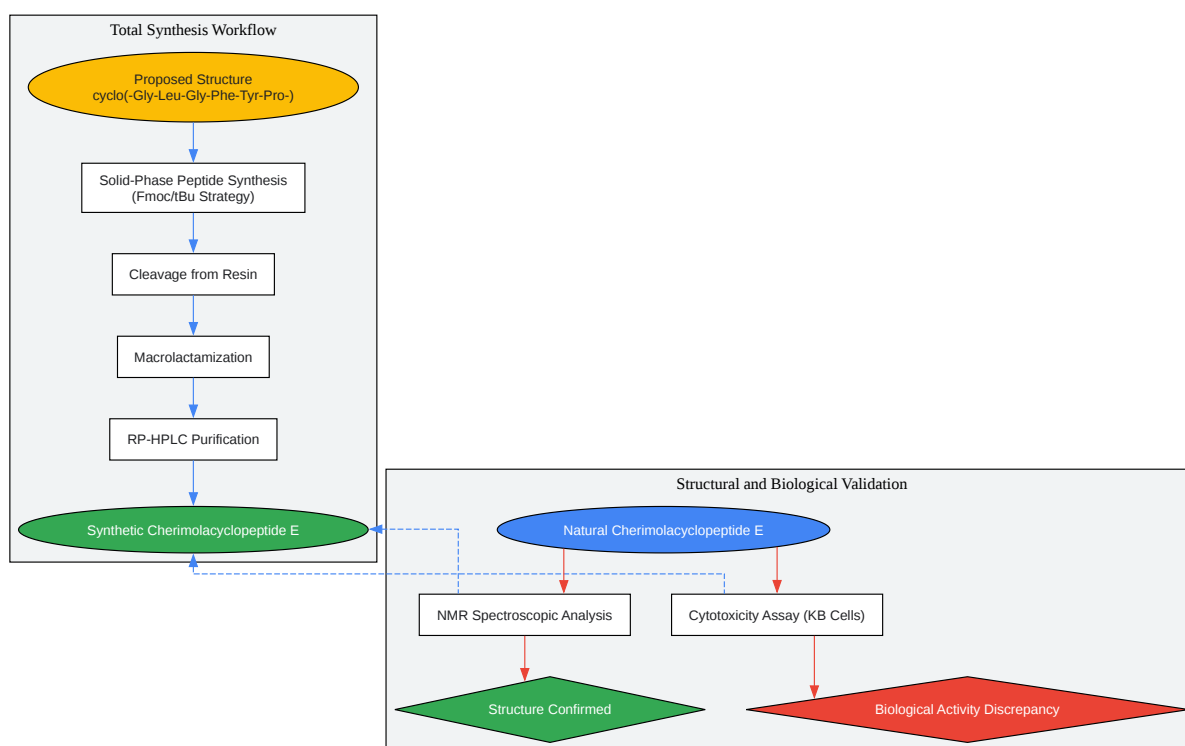 Total Synthesis Workflow
Proposed Structure
cyclo(-Gly-Leu-Gly-Phe-Tyr-Pro-)
Solid-Phase Peptide Synthesis
(Fmoc/tBu Strategy)
Cleavage from Resin
Macrolactamization
RP-HPLC Purification
Synthetic Cherimolacyclopeptide E
Structural and Biological Validation
Natural Cherimolacyclopeptide E
NMR Spectroscopic Analysis
Cytotoxicity Assay (KB Cells)
Structure Confirmed
Biological Activity Discrepancy